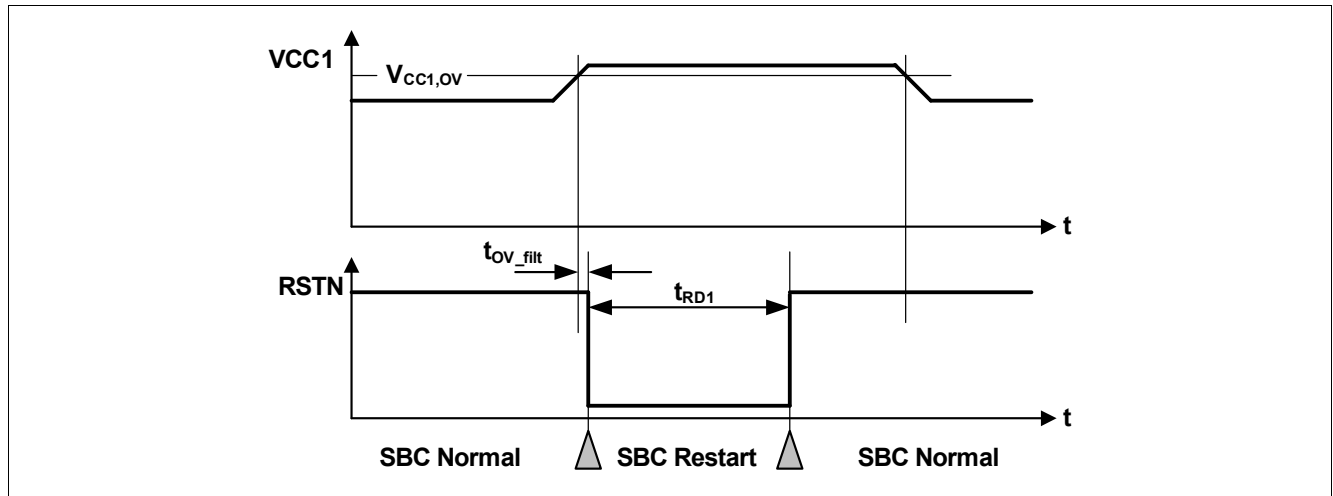 VCC1
VCC1,OV
t
tOV_filt
RSTN
tRD1
t
SBC Normal
SBC Restart
SBC Normal